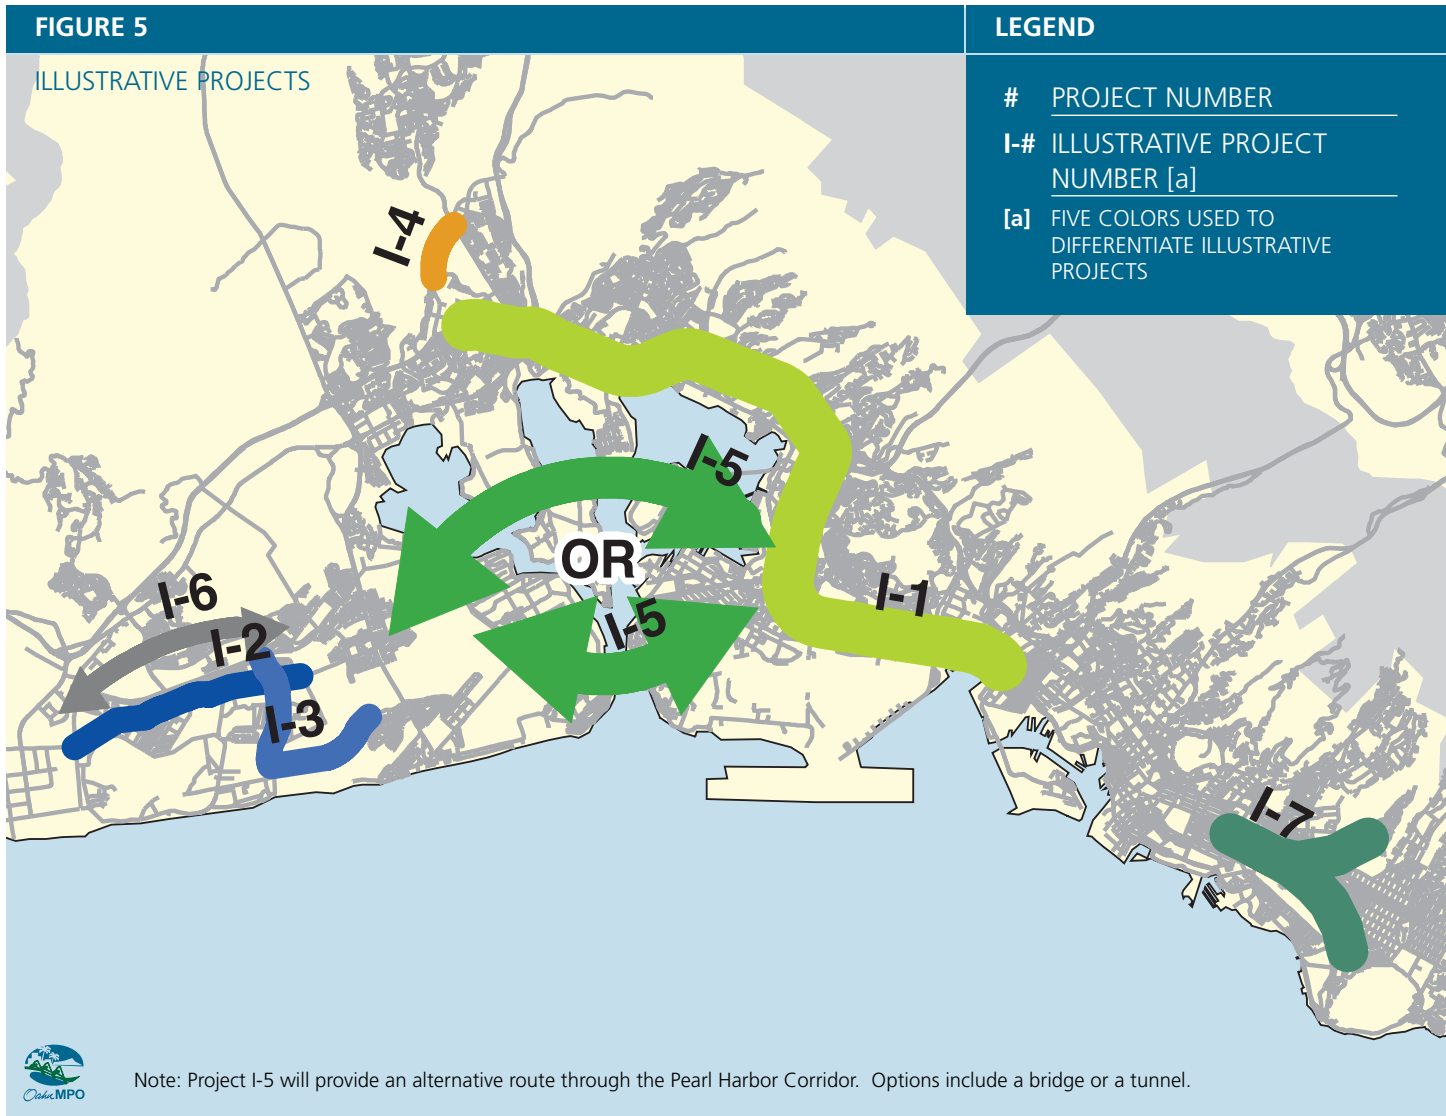 FIGURE 5
ILLUSTRATIVE PROJECTS
LEGEND
# PROJECT NUMBER
I-# ILLUSTRATIVE PROJECT
NUMBER [a]
[a] FIVE COLORS USED TO
DIFFERENTIATE ILLUSTRATIVE
PROJECTS
I-4
I-5
OR
I-5
I-1
I-6
I-2
I-3
I-7
Oahu MPO
Note: Project I-5 will provide an alternative route through the Pearl Harbor Corridor. Options include a bridge or a tunnel.